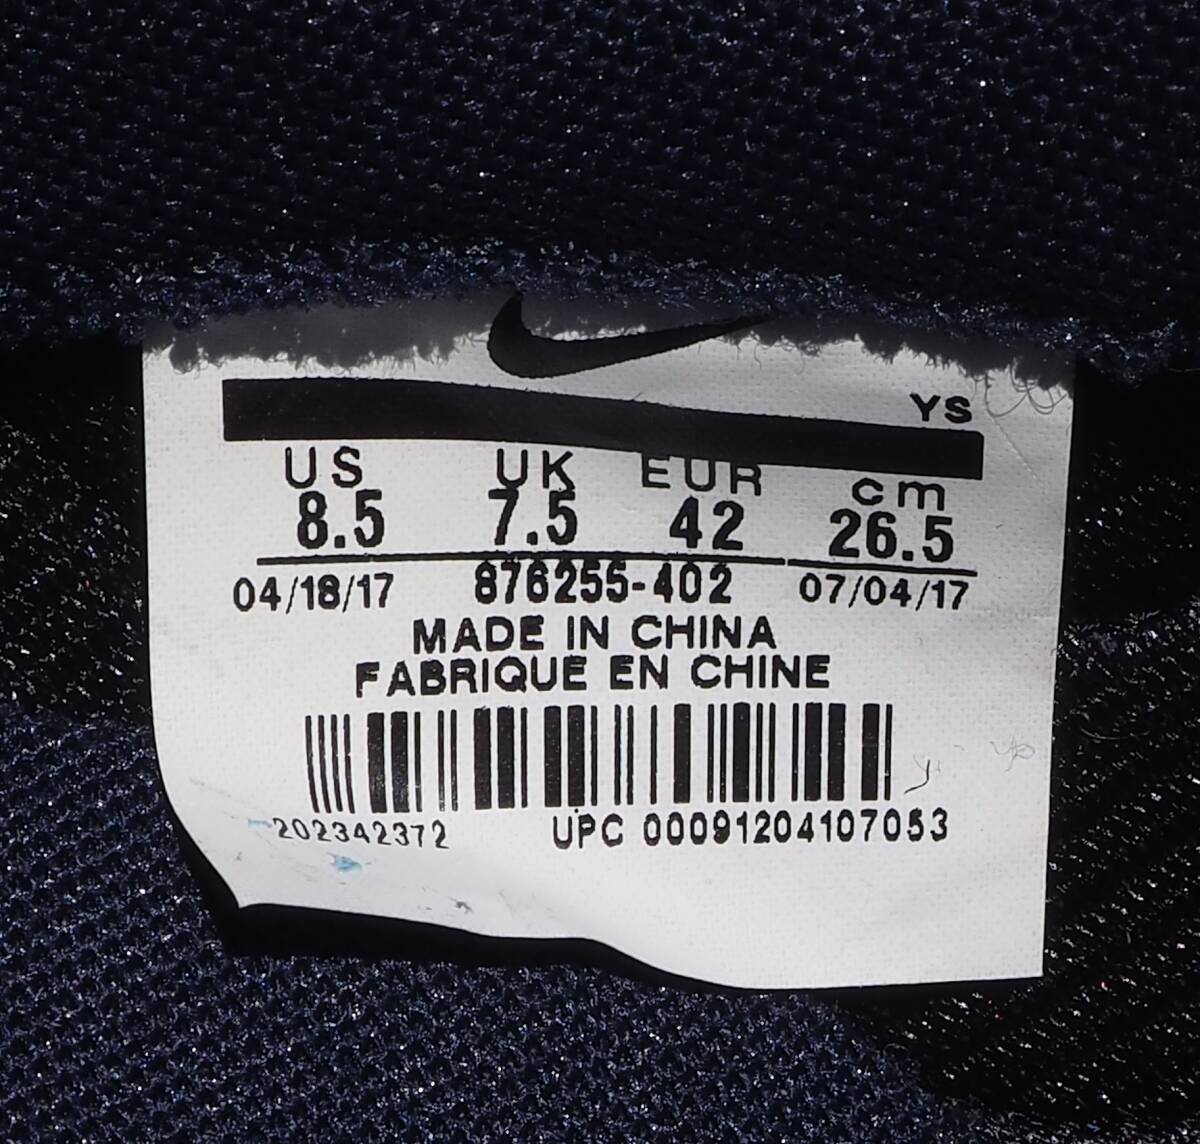 YS
US UK EUR cm
8.5 7.5 42 26.5
04/18/17 876255-402 07/04/17
MADE IN CHINA
FABRIQUE EN CHINE
202342372 UPC 00091204107053